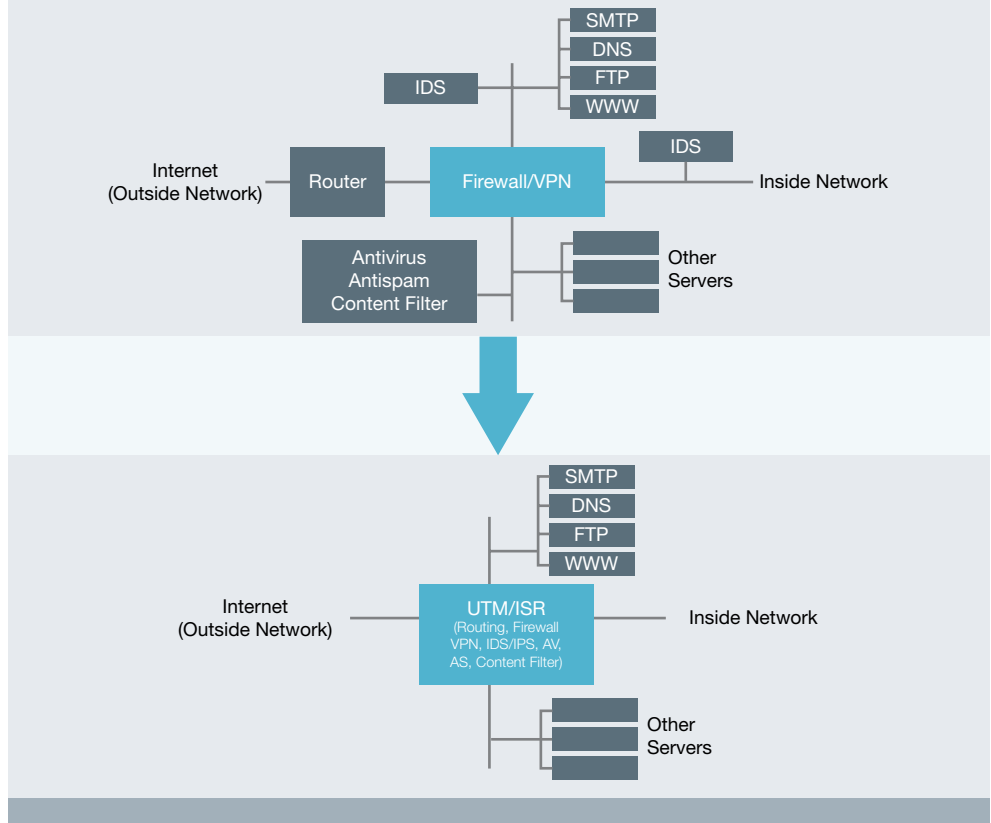 SMTP
DNS
FTP
WWW
IDS
IDS
Internet
(Outside Network)
Router
Firewall/VPN
Inside Network
Antivirus
Antispam
Content Filter
Other
Servers
SMTP
DNS
FTP
WWW
Internet
(Outside Network)
UTM/ISR
(Routing, Firewall
VPN, IDS/IPS, AV,
AS, Content Filter)
Inside Network
Other
Servers